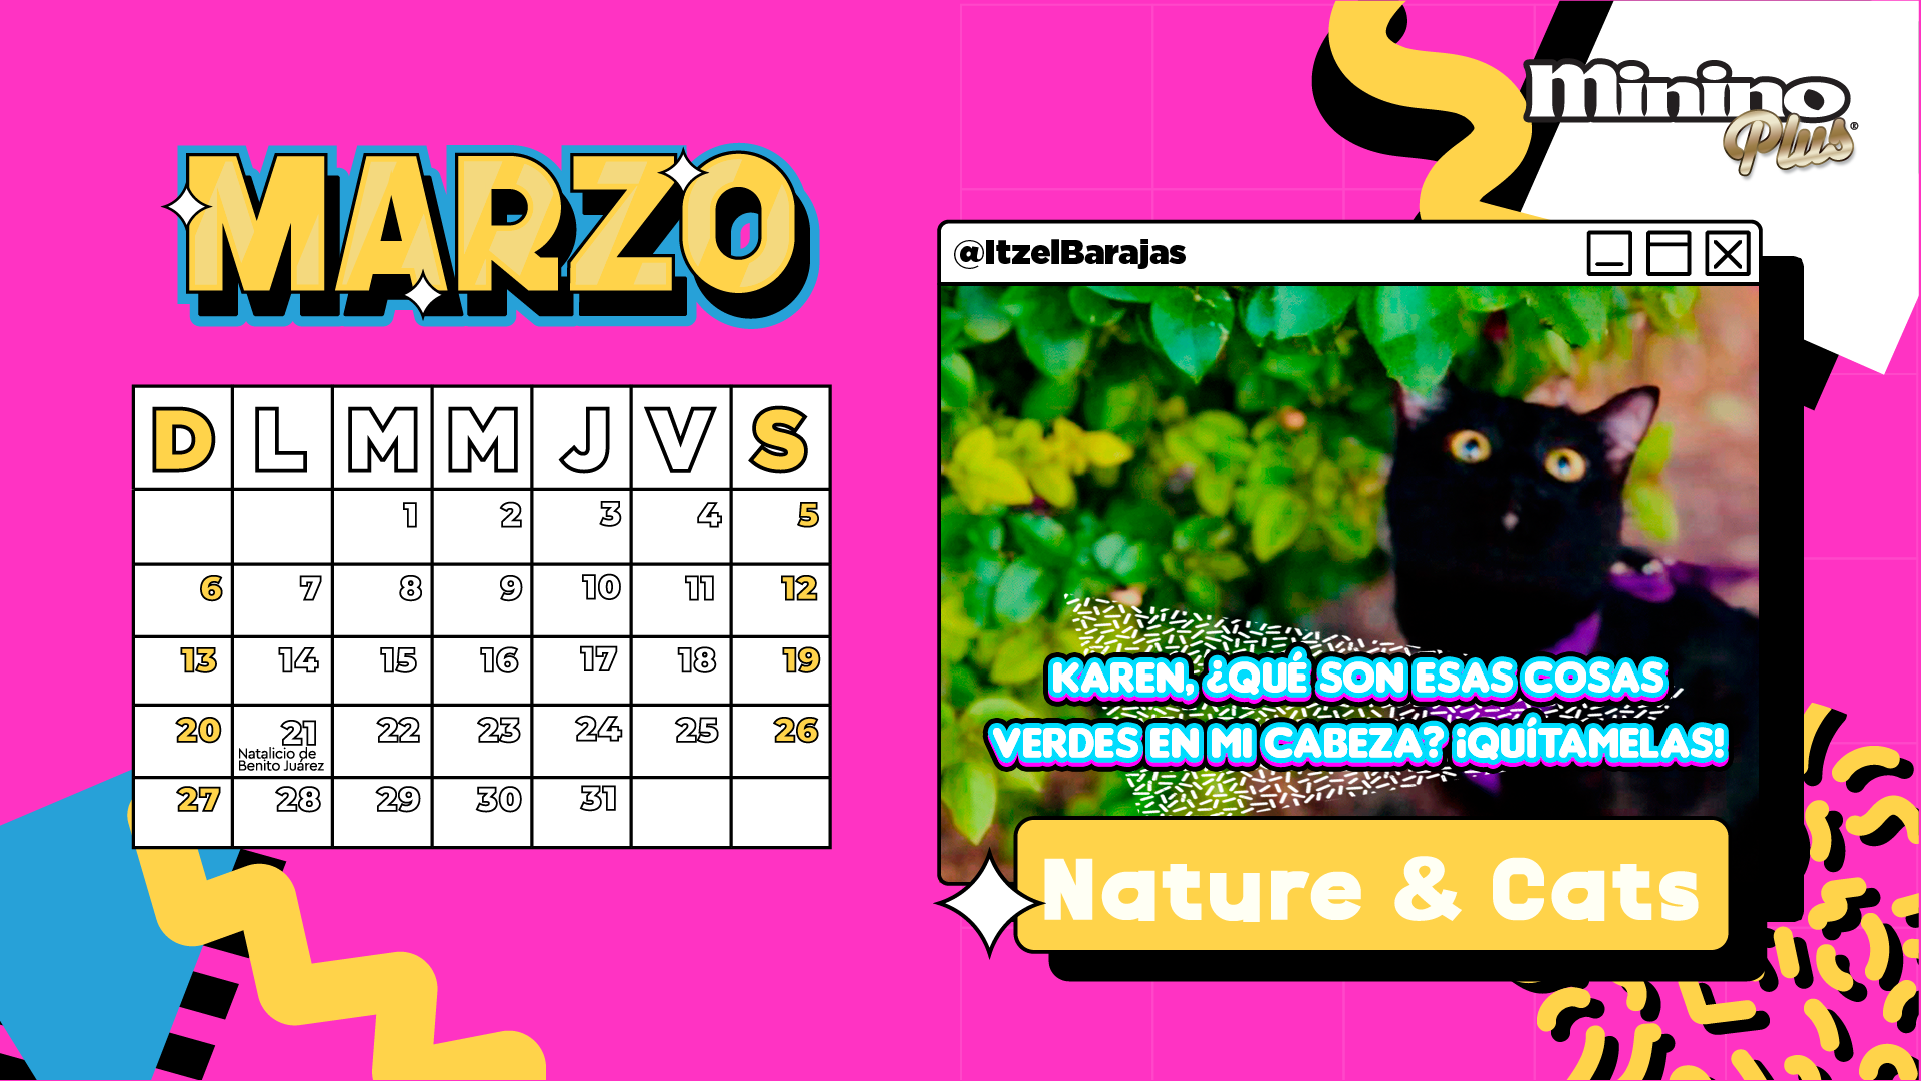 minino
Plus®
MARZO
@ItzelBarajas
D L M M J V S
1 2 3 4 5
6 7 8 9 10 11 12
13 14 15 16 17 18 19
20 21 22 23 24 25 26
Natalicio de
Benito Juárez
27 28 29 30 31
KAREN, ¿QUÉ SON ESAS COSAS
VERDES EN MI CABEZA? ¡QUÍTAMELAS!
Nature & Cats